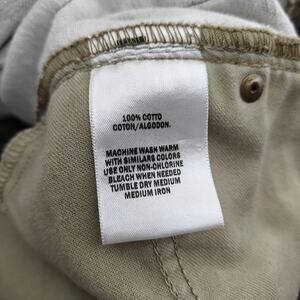 100% COTTO
COTON/ALGODON.
MACHINE WASH WARM
WITH SIMILARS COLORS
USE ONLY NON-CHLORINE
BLEACH WHEN NEEDED
TUMBLE DRY MEDIUM
MEDIUM IRON